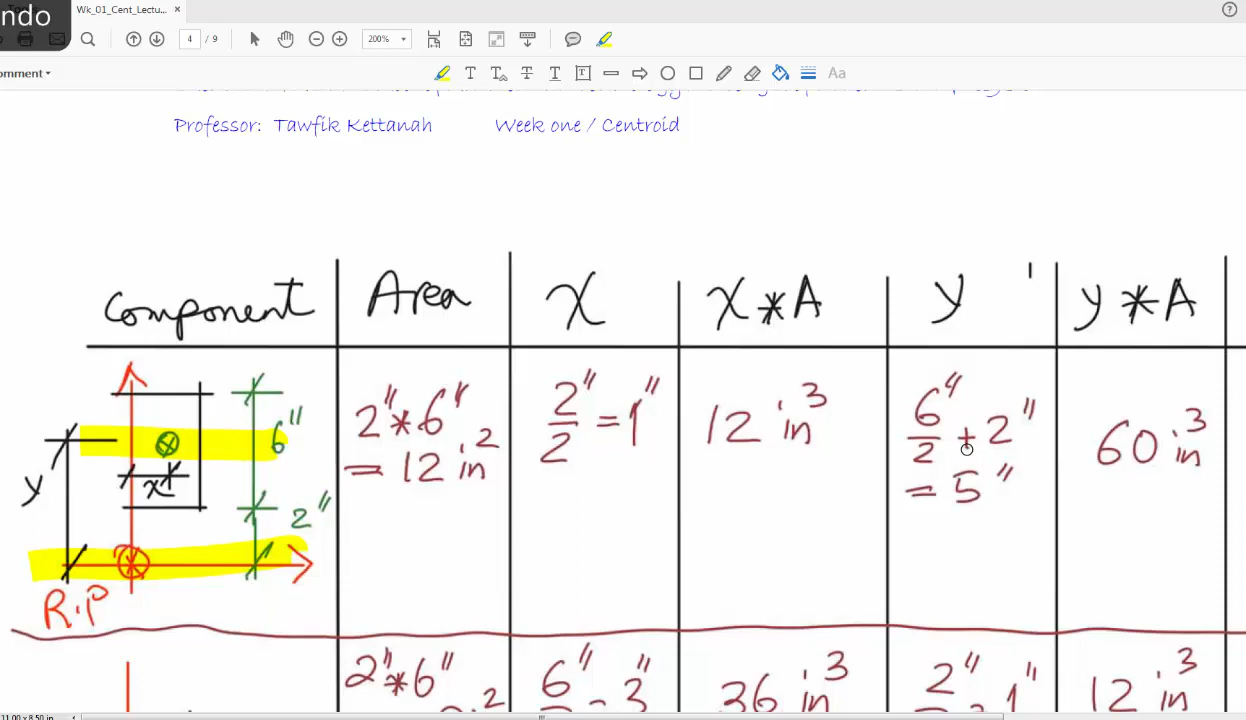 ndo
Wk_01_Cent_Lectu...
4 / 9
200%
omment
Aa
Professor: Tawfik Kettanah Week one / Centroid
Component Area x x*A y y*A
2"*6" = 12 in² 2"/2 = 1" 12 in³ 6"/2 + 2" = 5" 60 in³
6"
y
x
2"
R.P
2"*6" 6" 3" 36 in³ 2" 1" 12 in³
11.00 x 8.50 in